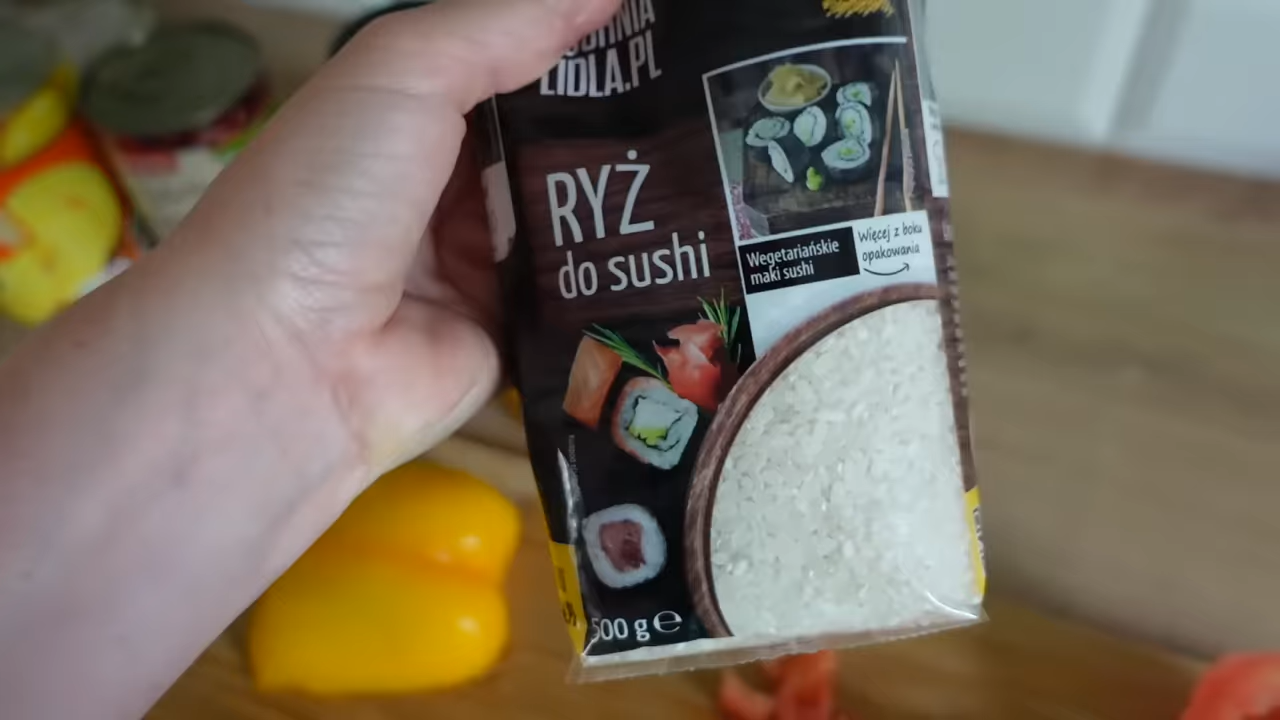 LIDLA.PL
RYŻ
do sushi
Wegetariańskie
maki sushi
Więcej z boku
opakowania
500 g ℮